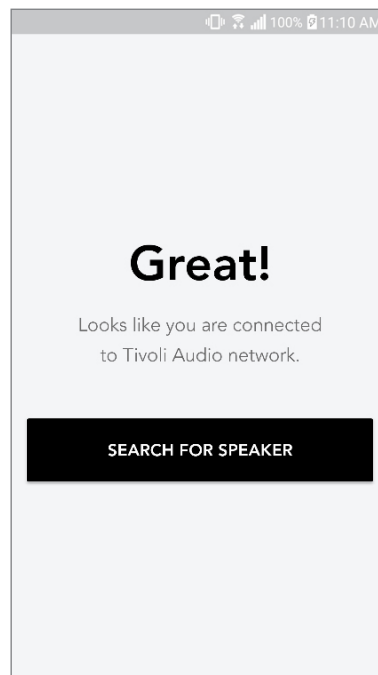 100% 11:10 AM
Great!
Looks like you are connected
to Tivoli Audio network.
SEARCH FOR SPEAKER